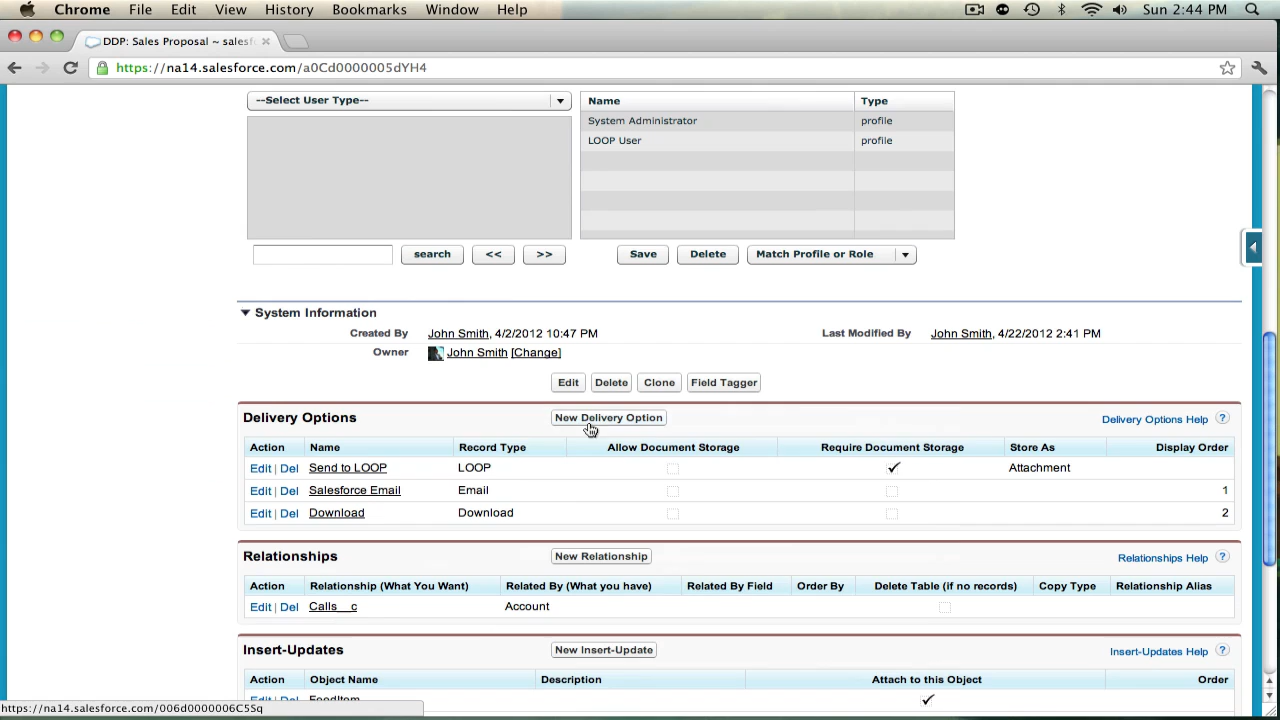 Chrome File Edit View History Bookmarks Window Help Sun 2:44 PM
DDP: Sales Proposal ~ salesf
https://na14.salesforce.com/a0Cd0000005dYH4
--Select User Type-- Name Type
System Administrator profile
LOOP User profile
search << >> Save Delete Match Profile or Role
System Information
Created By John Smith, 4/2/2012 10:47 PM Last Modified By John Smith, 4/22/2012 2:41 PM
Owner John Smith [Change]
Edit Delete Clone Field Tagger
Delivery Options New Delivery Option Delivery Options Help ?
Action Name Record Type Allow Document Storage Require Document Storage Store As Display Order
Edit | Del Send to LOOP LOOP Attachment
Edit | Del Salesforce Email Email 1
Edit | Del Download Download 2
Relationships New Relationship Relationships Help ?
Action Relationship (What You Want) Related By (What you have) Related By Field Order By Delete Table (if no records) Copy Type Relationship Alias
Edit | Del Calls__c Account
Insert-Updates New Insert-Update Insert-Updates Help ?
Action Object Name Description Attach to this Object Order
Edit | Del FeedItem
https://na14.salesforce.com/006d0000006C5Sq